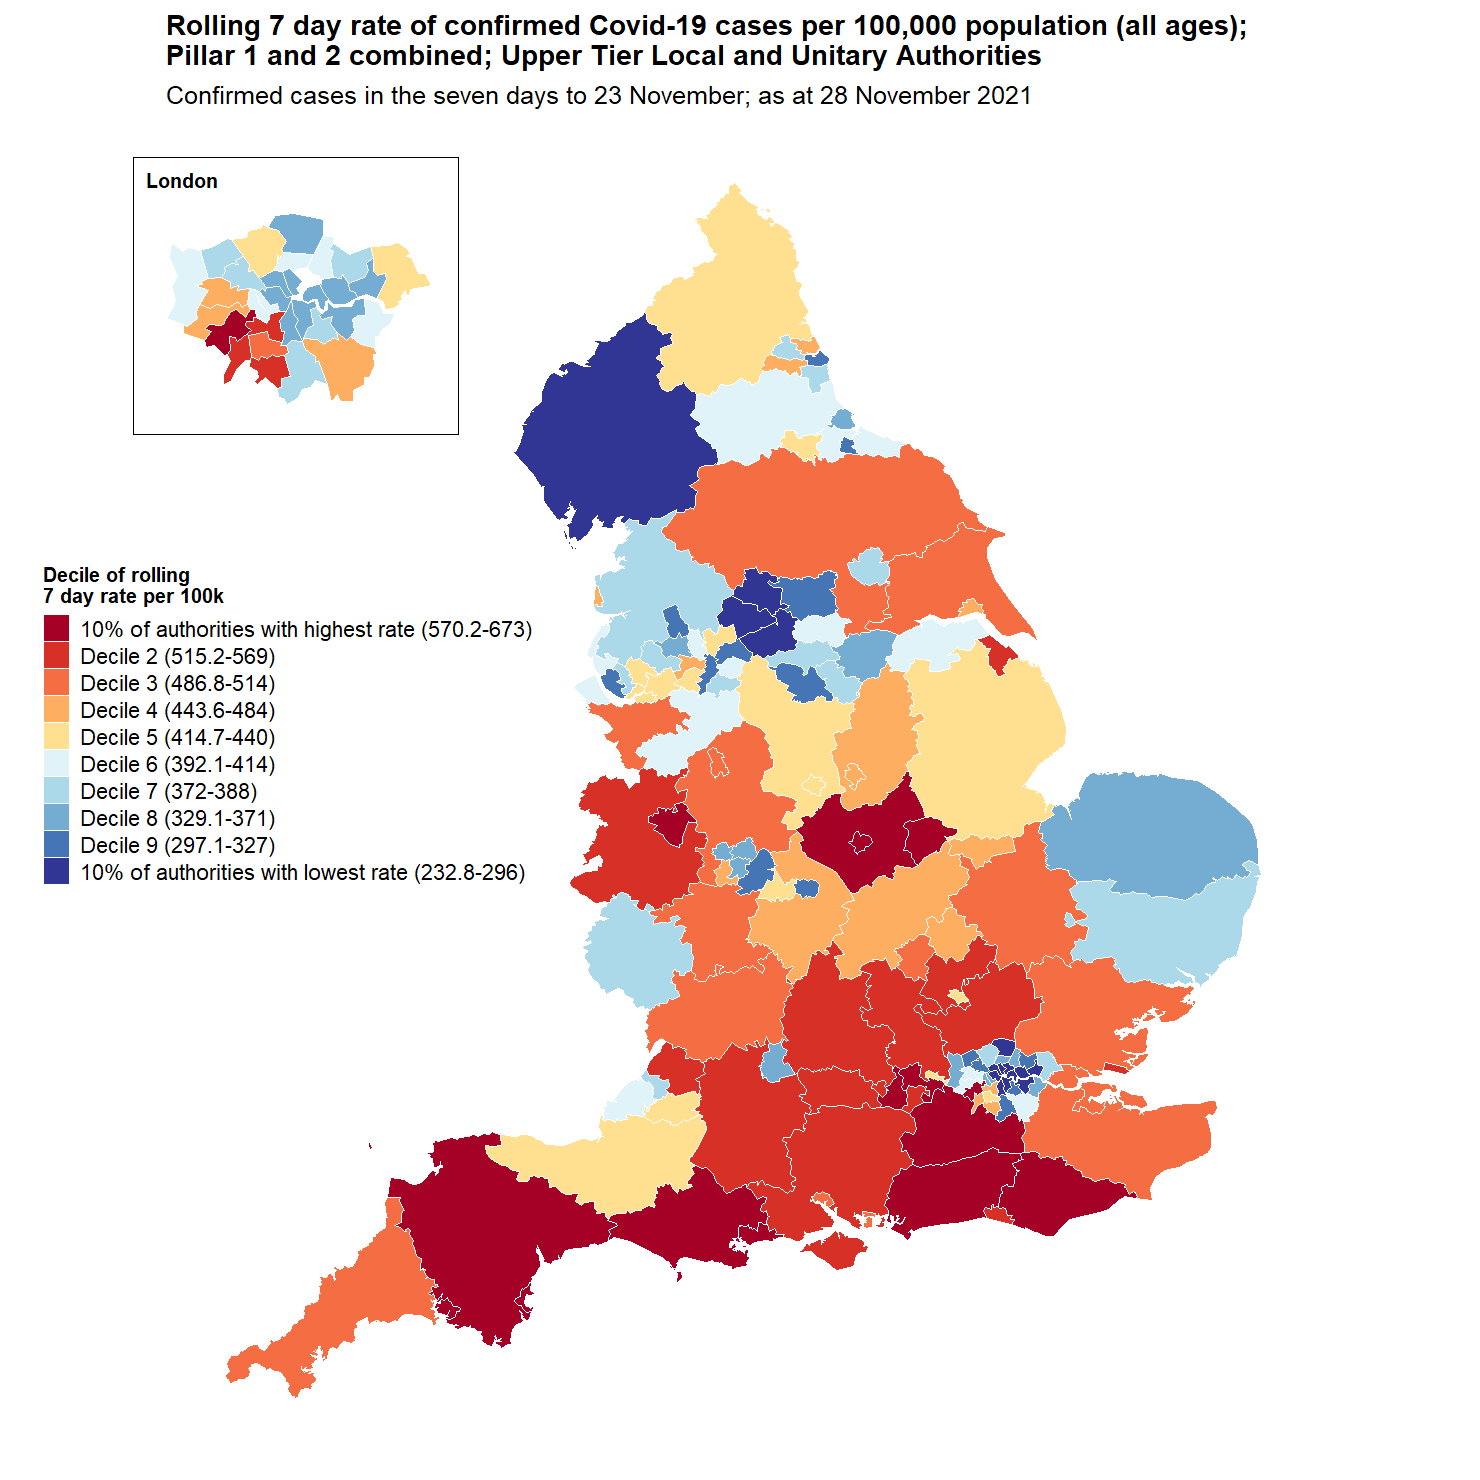 Rolling 7 day rate of confirmed Covid-19 cases per 100,000 population (all ages);
Pillar 1 and 2 combined; Upper Tier Local and Unitary Authorities
Confirmed cases in the seven days to 23 November; as at 28 November 2021
London
Decile of rolling
7 day rate per 100k
10% of authorities with highest rate (570.2-673)
Decile 2 (515.2-569)
Decile 3 (486.8-514)
Decile 4 (443.6-484)
Decile 5 (414.7-440)
Decile 6 (392.1-414)
Decile 7 (372-388)
Decile 8 (329.1-371)
Decile 9 (297.1-327)
10% of authorities with lowest rate (232.8-296)